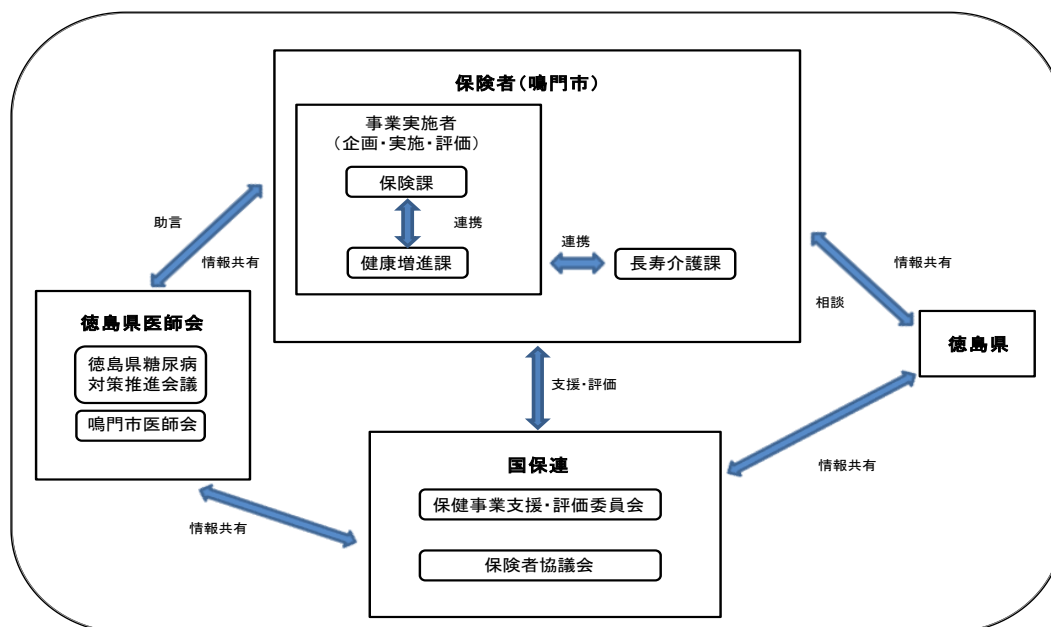 保険者(鳴門市)
事業実施者
(企画・実施・評価)
保険課
連携
健康増進課
連携
長寿介護課
助言
情報共有
情報共有
相談
徳島県医師会
徳島県糖尿病
対策推進会議
鳴門市医師会
徳島県
支援・評価
国保連
保健事業支援・評価委員会
保険者協議会
情報共有
情報共有